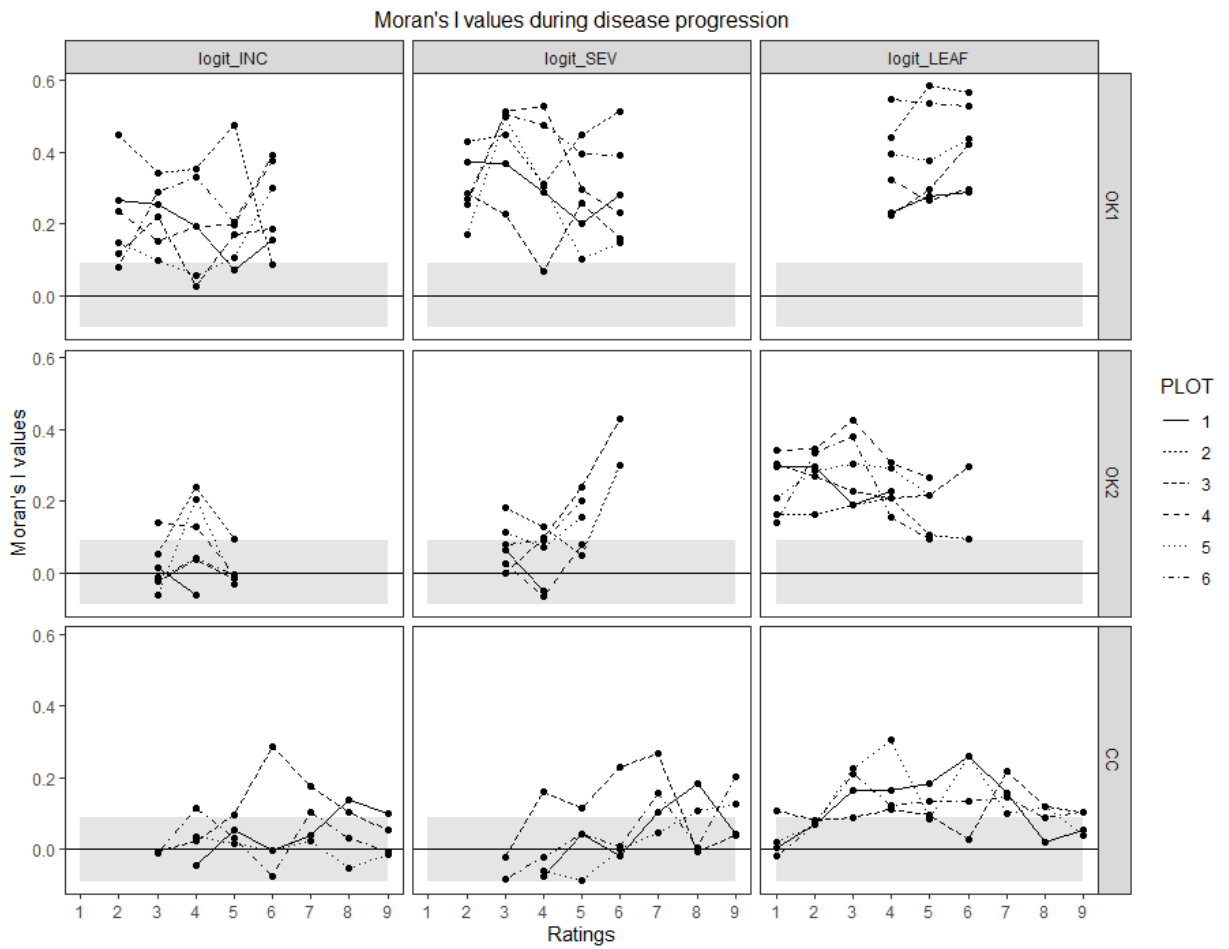 Moran's I values during disease progression
logit_INC
logit_SEV
logit_LEAF
0.6
0.4
0.2
0.0
OK1
0.6
0.4
0.2
0.0
OK2
0.6
0.4
0.2
0.0
CC
Moran's I values
1 2 3 4 5 6 7 8 9
1 2 3 4 5 6 7 8 9
1 2 3 4 5 6 7 8 9
Ratings
PLOT
1
2
3
4
5
6